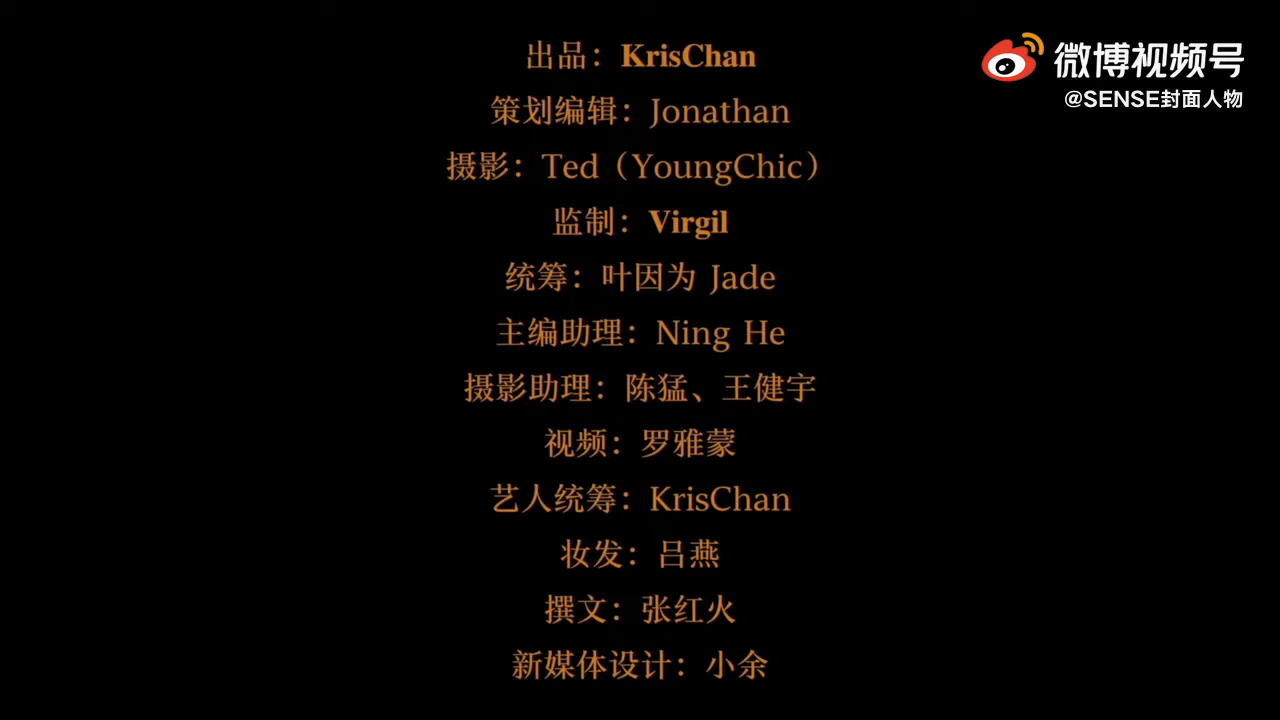 出品：KrisChan
策划编辑：Jonathan
摄影：Ted（YoungChic）
监制：Virgil
统筹：叶因为 Jade
主编助理：Ning He
摄影助理：陈猛、王健宇
视频：罗雅蒙
艺人统筹：KrisChan
妆发：吕燕
撰文：张红火
新媒体设计：小余
微博视频号
@SENSE封面人物